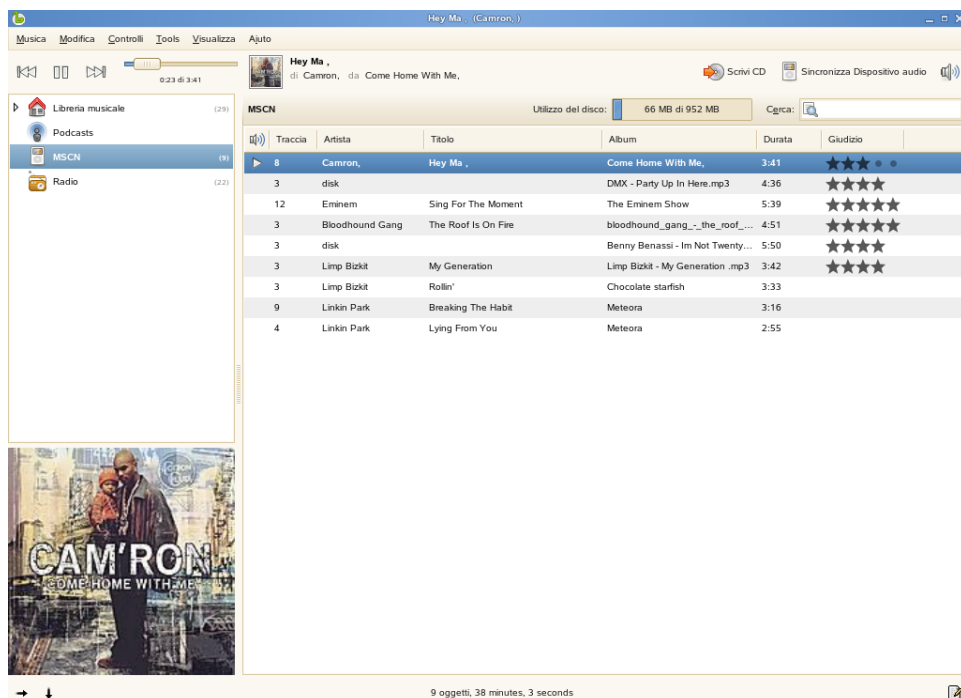 Hey Ma , (Camron, )
Musica Modifica Controlli Tools Visualizza Aiuto
Hey Ma ,
di Camron, da Come Home With Me,
0:23 di 3:41
Scrivi CD
Sincronizza Dispositivo audio
Libreria musicale (29)
Podcasts
MSCN (9)
Radio (22)
MSCN
Utilizzo del disco: 66 MB di 952 MB
Cerca:
Traccia Artista Titolo Album Durata Giudizio
8 Camron, Hey Ma , Come Home With Me, 3:41
3 disk DMX - Party Up In Here.mp3 4:36
12 Eminem Sing For The Moment The Eminem Show 5:39
3 Bloodhound Gang The Roof Is On Fire bloodhound_gang_-_the_roof_... 4:51
3 disk Benny Benassi - Im Not Twenty... 5:50
3 Limp Bizkit My Generation Limp Bizkit - My Generation .mp3 3:42
3 Limp Bizkit Rollin' Chocolate starfish 3:33
9 Linkin Park Breaking The Habit Meteora 3:16
4 Linkin Park Lying From You Meteora 2:55
CAM'RON
COME HOME WITH ME
9 oggetti, 38 minutes, 3 seconds